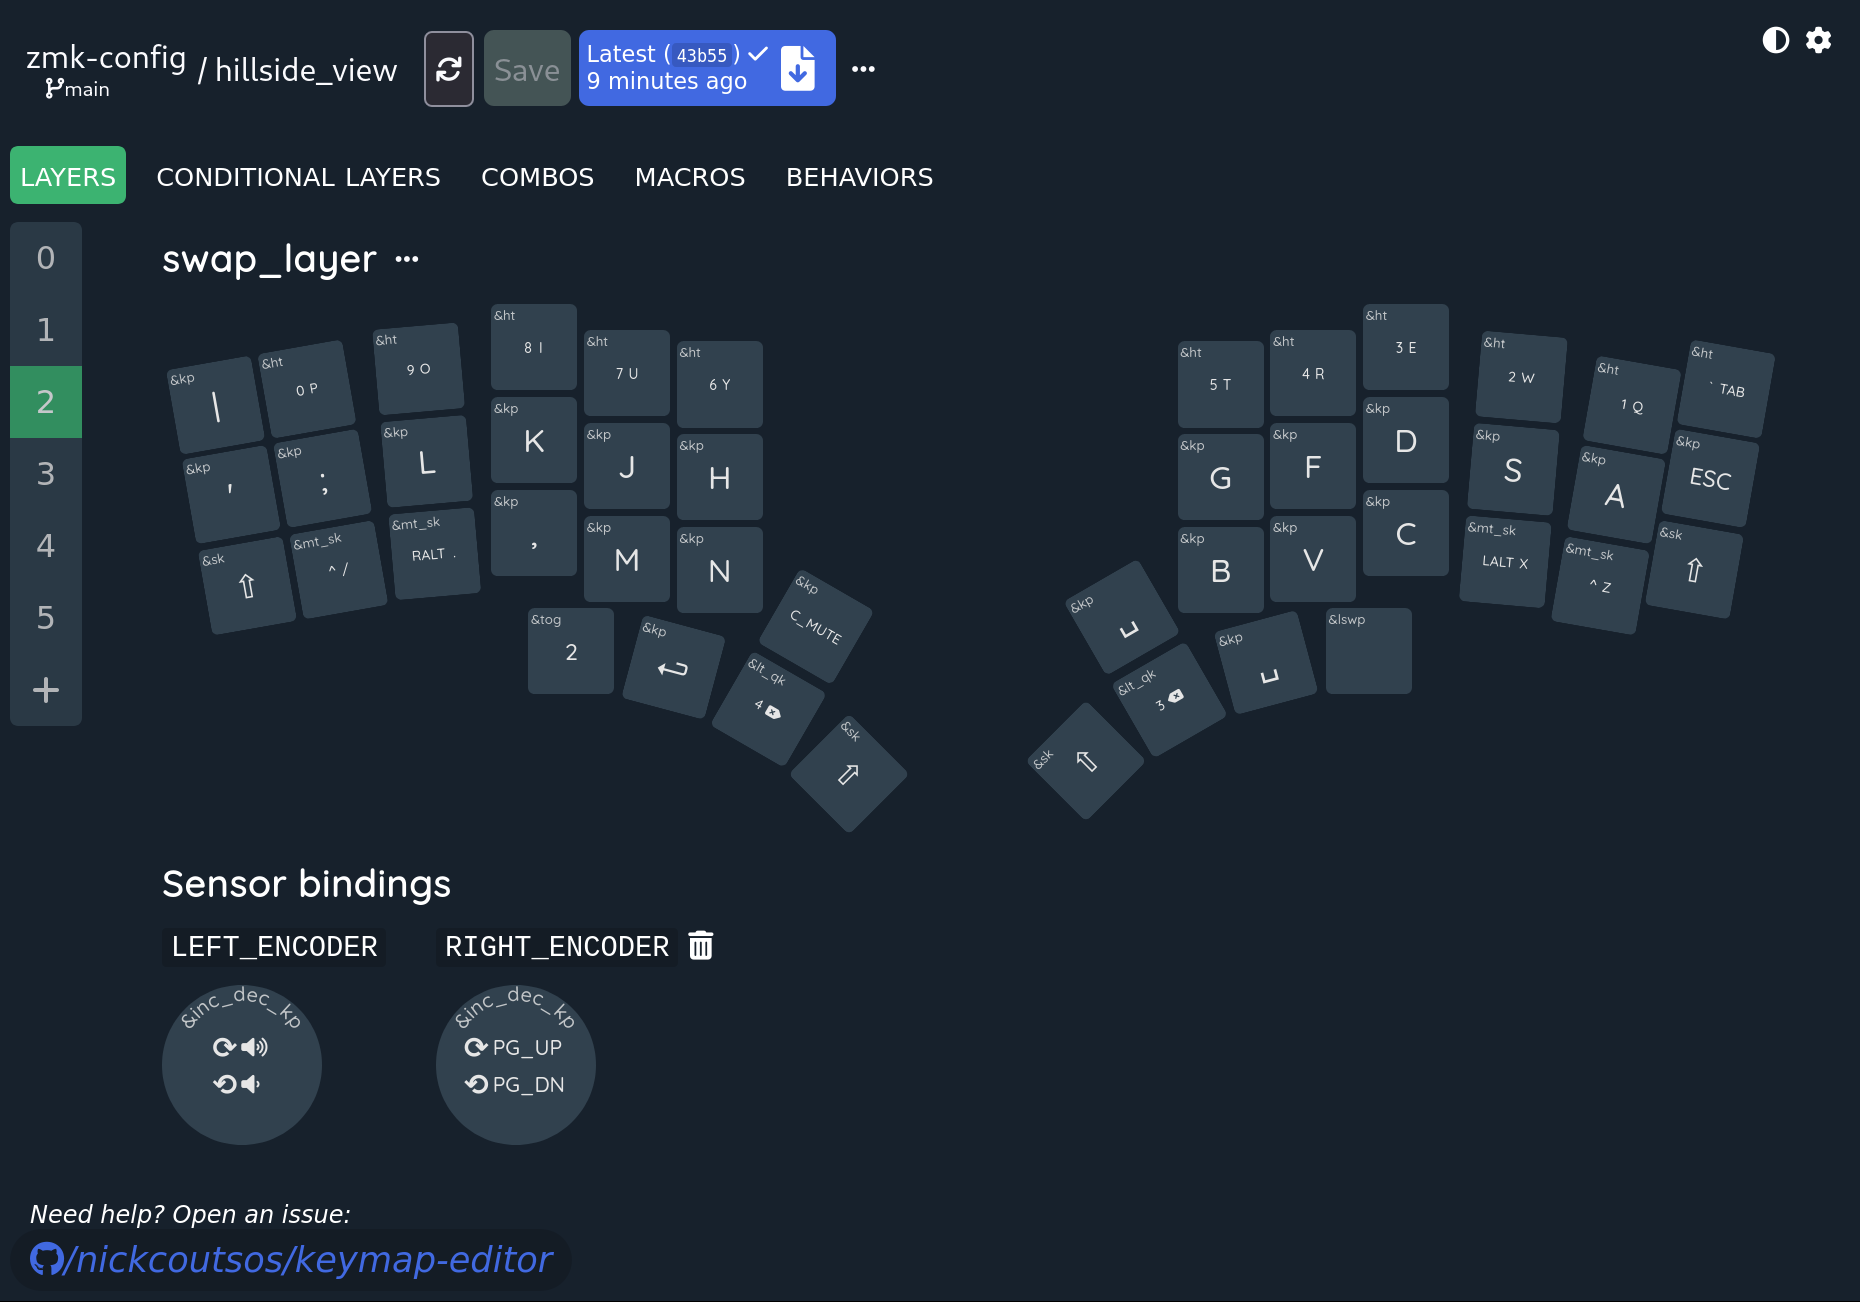 zmk-config
main
/ hillside_view
Save
Latest (43b55)
9 minutes ago
LAYERS CONDITIONAL LAYERS COMBOS MACROS BEHAVIORS
0
1
2
3
4
5
+
swap_layer ...
&kp |
&ht 0 P
&ht 9 O
&ht 8 I
&ht 7 U
&ht 6 Y
&ht 5 T
&ht 4 R
&ht 3 E
&ht 2 W
&ht 1 Q
&ht ` TAB
&kp '
&kp ;
&kp L
&kp K
&kp J
&kp H
&kp G
&kp F
&kp D
&kp S
&kp A
&kp ESC
&sk ⇧
&mt_sk ^ /
&mt_sk RALT .
&kp ,
&kp M
&kp N
&kp B
&kp V
&kp C
&mt_sk LALT X
&mt_sk ^ Z
&sk ⇧
&tog 2
&kp
&lt_qk 4
&kp C_MUTE
&sk ⇧
&sk ⇧
&kp ␣
&lt_qk 3
&kp ␣
&lswp
Sensor bindings
LEFT_ENCODER RIGHT_ENCODER
&inc_dec_kp
&inc_dec_kp
PG_UP
PG_DN
Need help? Open an issue:
/nickcoutsos/keymap-editor